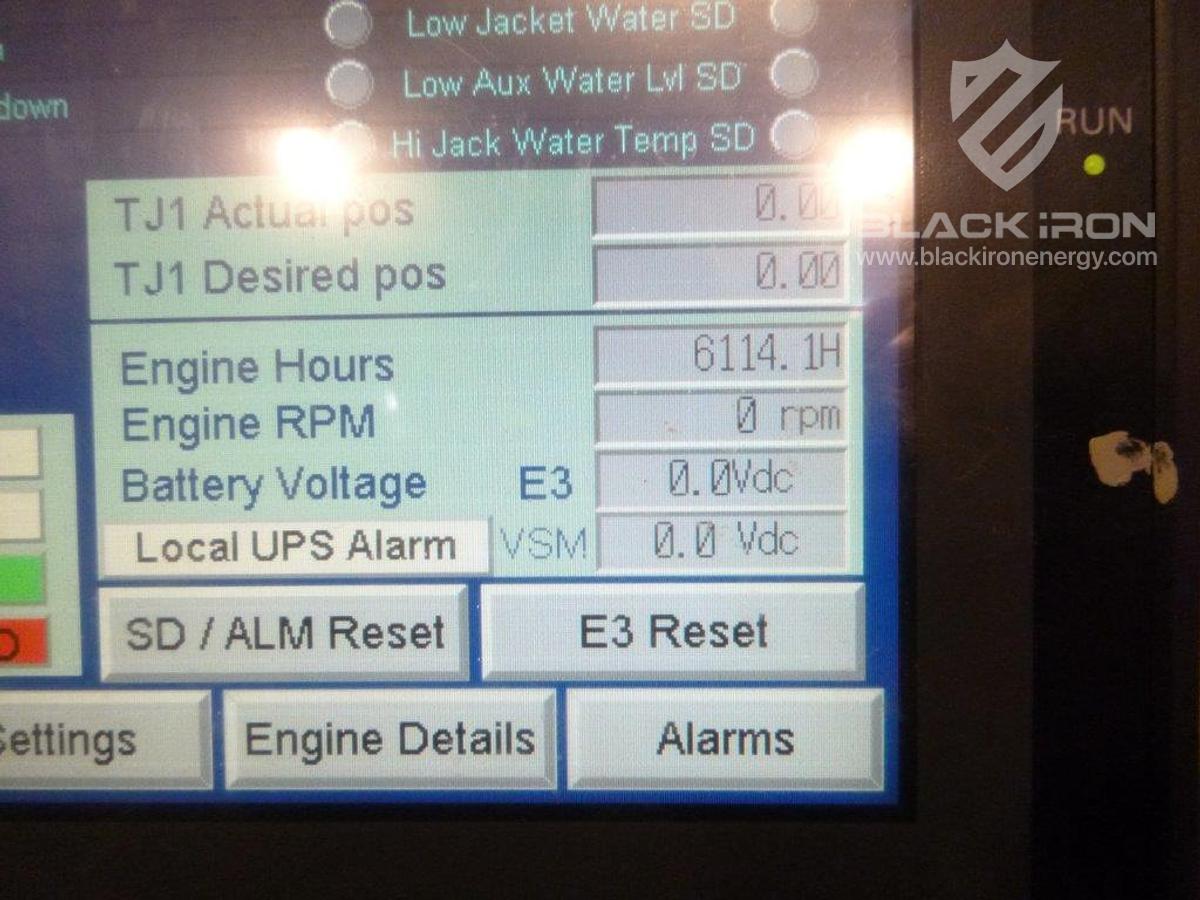 Low Jacket Water SD
Low Aux Water Lvl SD
down
Hi Jack Water Temp SD
RUN
TJ1 Actual pos 0.00
BLACK iRON
www.blackironenergy.com
TJ1 Desired pos 0.00
Engine Hours 6114.1H
Engine RPM 0 rpm
Battery Voltage E3 0.0Vdc
Local UPS Alarm VSM 0.0 Vdc
SD / ALM Reset E3 Reset
Settings Engine Details Alarms